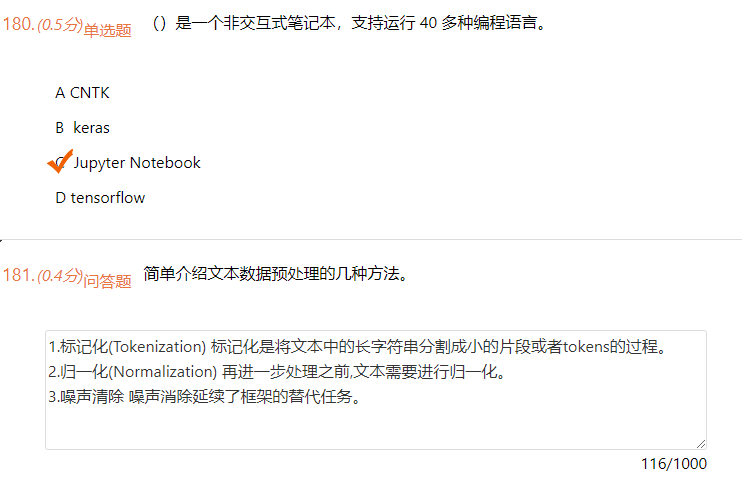 180.(0.5分)单选题 （）是一个非交互式笔记本，支持运行 40 多种编程语言。
A CNTK
B keras
C Jupyter Notebook
D tensorflow
181.(0.4分)问答题 简单介绍文本数据预处理的几种方法。
1.标记化(Tokenization) 标记化是将文本中的长字符串分割成小的片段或者tokens的过程。
2.归一化(Normalization) 再进一步处理之前,文本需要进行归一化。
3.噪声清除 噪声消除延续了框架的替代任务。
116/1000